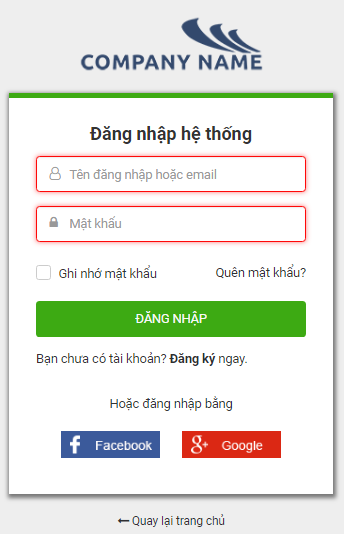 COMPANY NAME
Đăng nhập hệ thống
Tên đăng nhập hoặc email
Mật khẩu
Ghi nhớ mật khẩu
Quên mật khẩu?
ĐĂNG NHẬP
Bạn chưa có tài khoản? Đăng ký ngay.
Hoặc đăng nhập bằng
Facebook
Google
Quay lại trang chủ